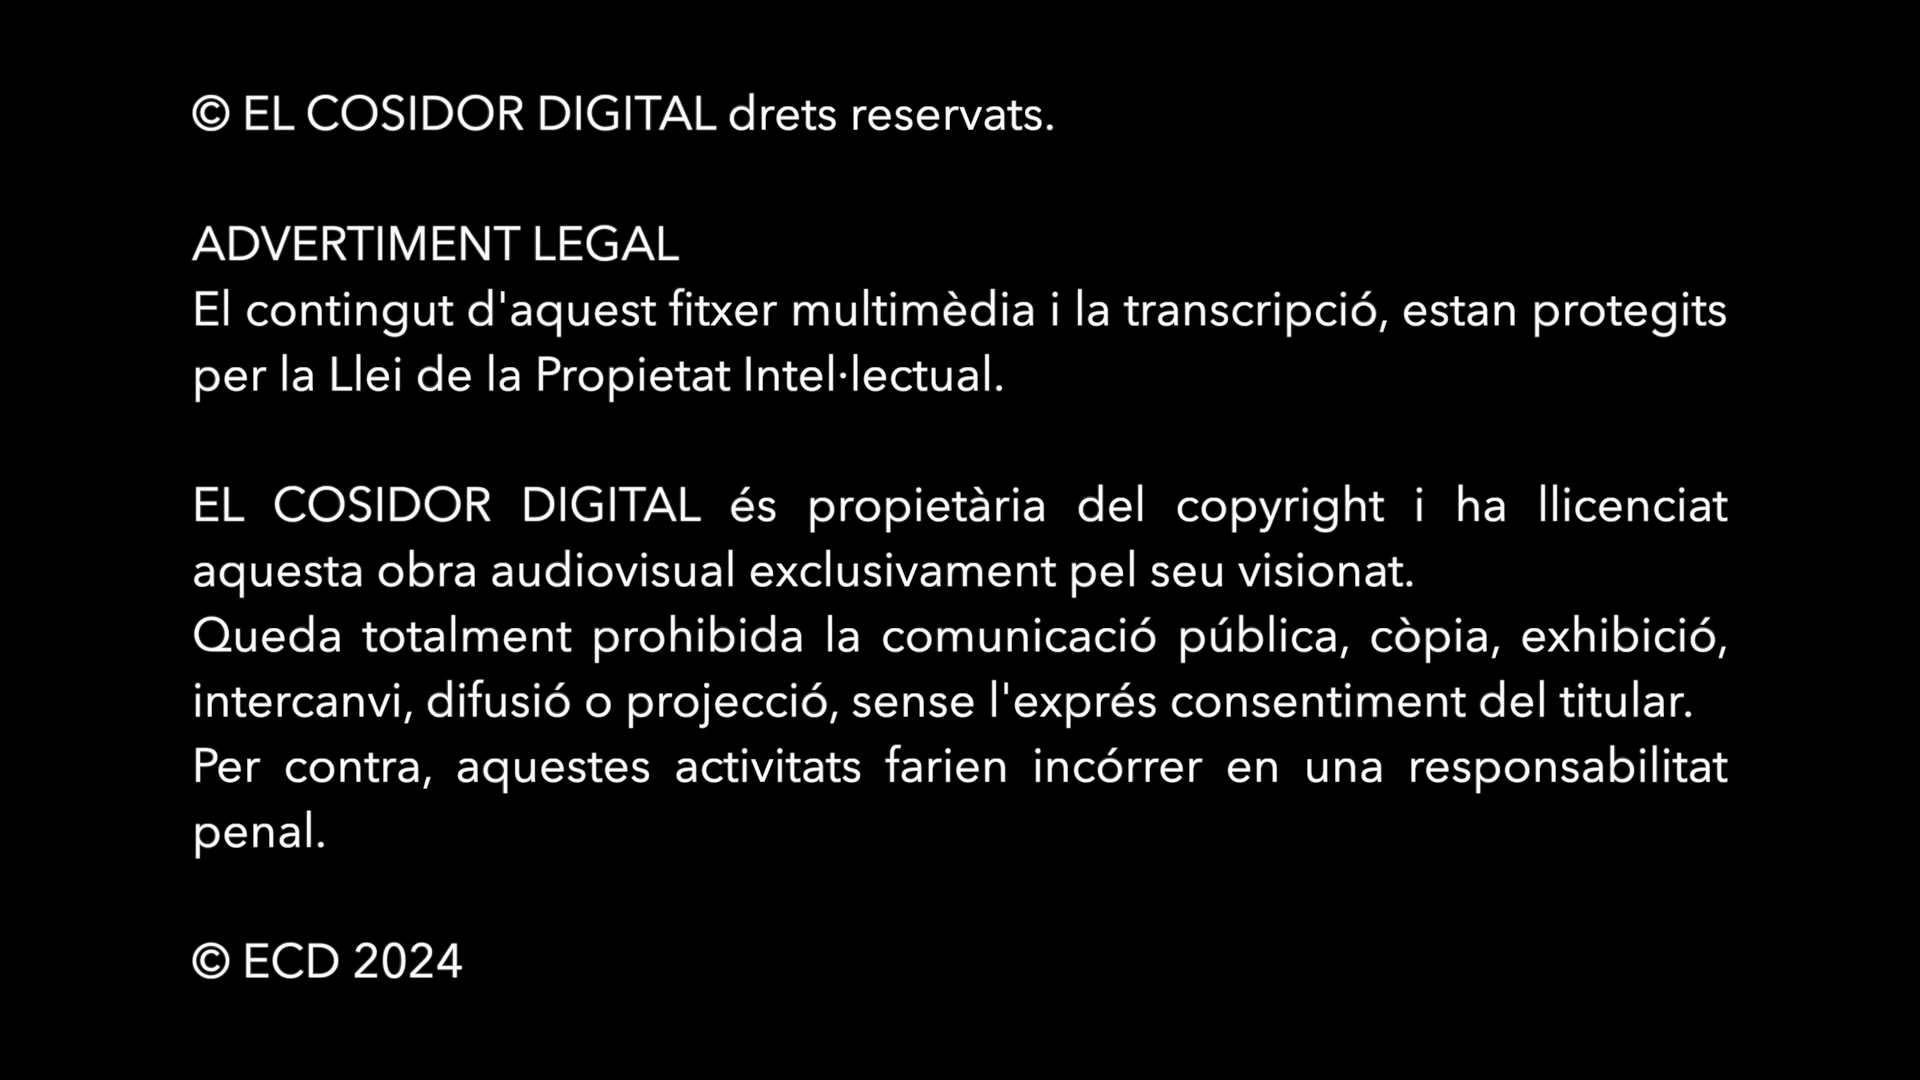 © EL COSIDOR DIGITAL drets reservats.
ADVERTIMENT LEGAL
El contingut d'aquest fitxer multimèdia i la transcripció, estan protegits
per la Llei de la Propietat Intel·lectual.
EL COSIDOR DIGITAL és propietària del copyright i ha llicenciat
aquesta obra audiovisual exclusivament pel seu visionat.
Queda totalment prohibida la comunicació pública, còpia, exhibició,
intercanvi, difusió o projecció, sense l'exprés consentiment del titular.
Per contra, aquestes activitats farien incórrer en una responsabilitat
penal.
© ECD 2024